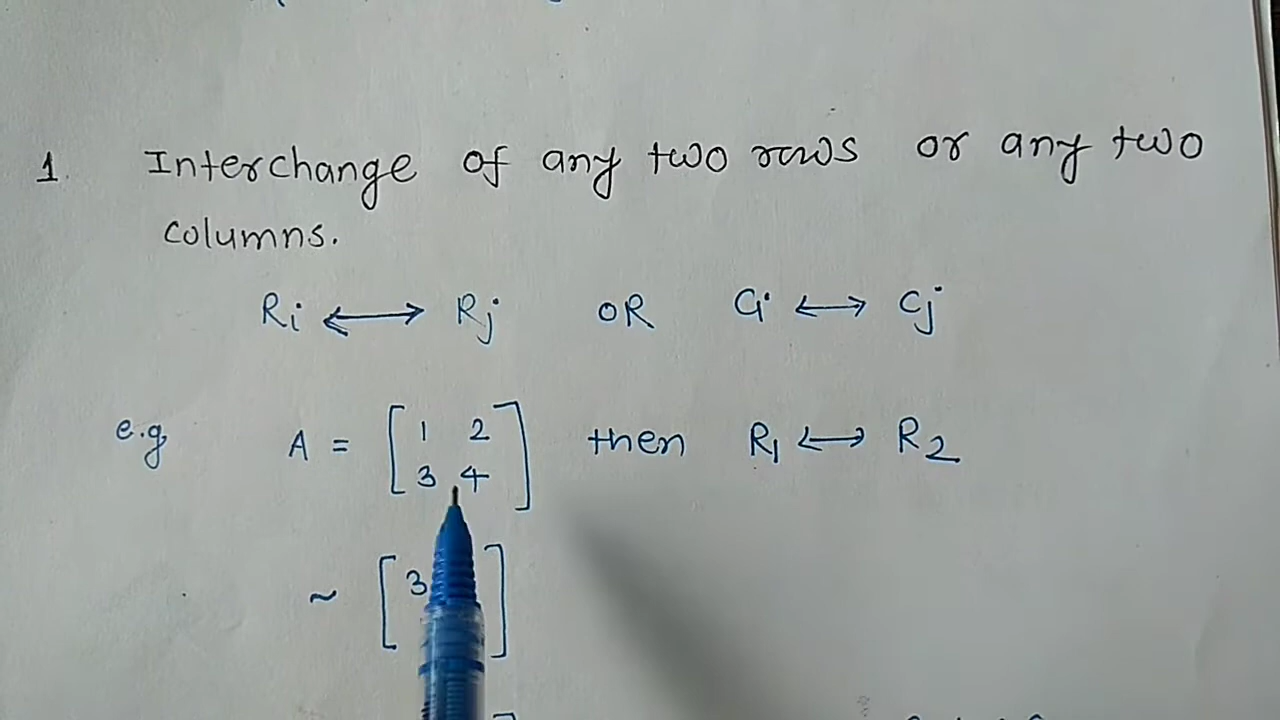 1. Interchange of any two rows or any two
columns.
Ri ⟷ Rj OR Ci ⟷ Cj
e.g A = [ 1 2 ] then R1 ⟷ R2
[ 3 4 ]
~ [ 3 ]